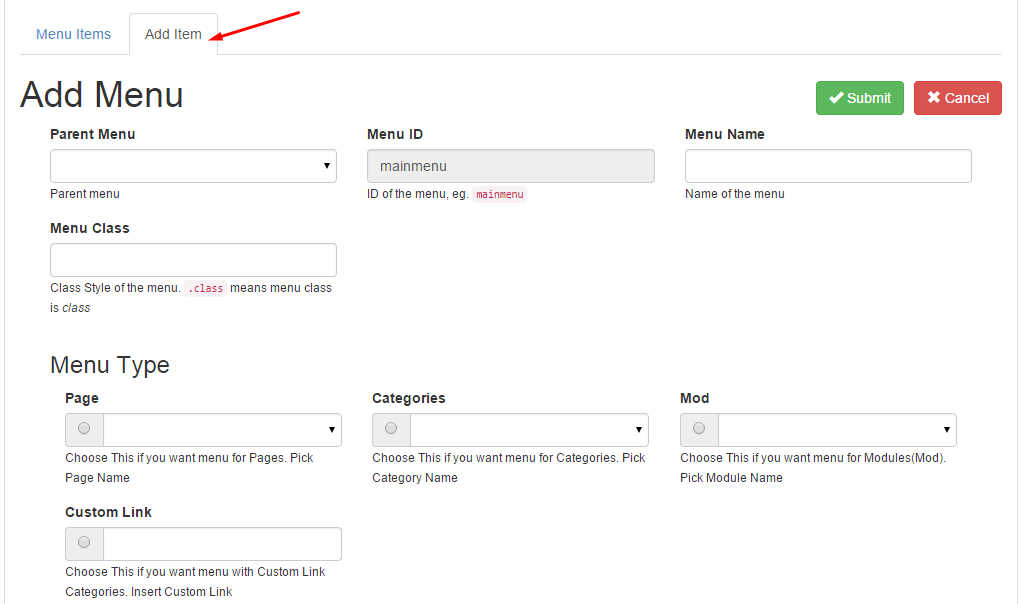 Menu Items Add Item
Add Menu
Submit Cancel
Parent Menu Menu ID Menu Name
mainmenu
Parent menu ID of the menu, eg. mainmenu Name of the menu
Menu Class
Class Style of the menu. .class means menu class
is class
Menu Type
Page Categories Mod
Choose This if you want menu for Pages. Pick
Page Name
Choose This if you want menu for Categories. Pick
Category Name
Choose This if you want menu for Modules(Mod).
Pick Module Name
Custom Link
Choose This if you want menu with Custom Link
Categories. Insert Custom Link